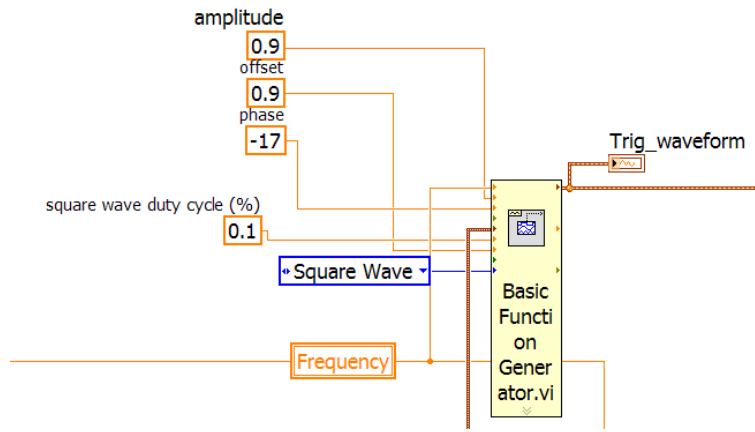 amplitude
0.9
offset
0.9
phase
-17
Trig_waveform
square wave duty cycle (%)
0.1
Square Wave
Basic
Functi
on
Gener
ator.vi
Frequency